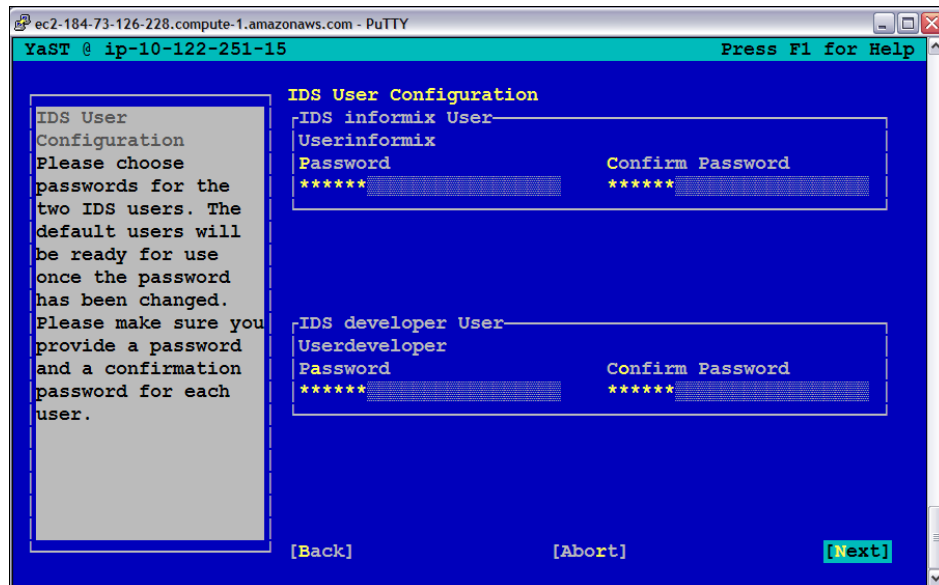 ec2-184-73-126-228.compute-1.amazonaws.com - PuTTY
YaST @ ip-10-122-251-15 Press F1 for Help
IDS User
Configuration
Please choose
passwords for the
two IDS users. The
default users will
be ready for use
once the password
has been changed.
Please make sure you
provide a password
and a confirmation
password for each
user.
IDS User Configuration
IDS informix User
Userinformix
Password Confirm Password
****** ******
IDS developer User
Userdeveloper
Password Confirm Password
****** ******
[Back] [Abort] [Next]